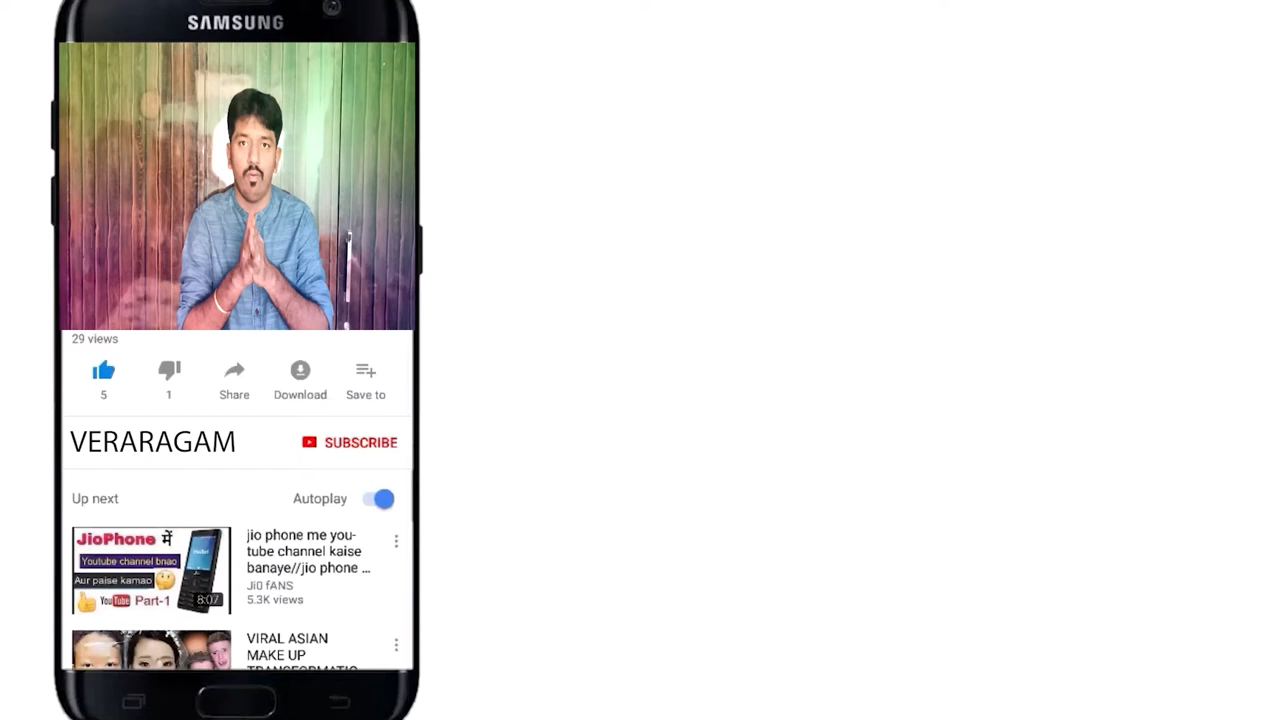 SAMSUNG
29 views
5
1
Share
Download
Save to
VERARAGAM
SUBSCRIBE
Up next
Autoplay
JioPhone में
Youtube channel bnao
Aur paise kamao
YouTube Part-1
8:07
jio phone me you-
tube channel kaise
banaye//jio phone ...
Ji0 fANS
5.3K views
VIRAL ASIAN
MAKE UP
TRANSFORMATIO